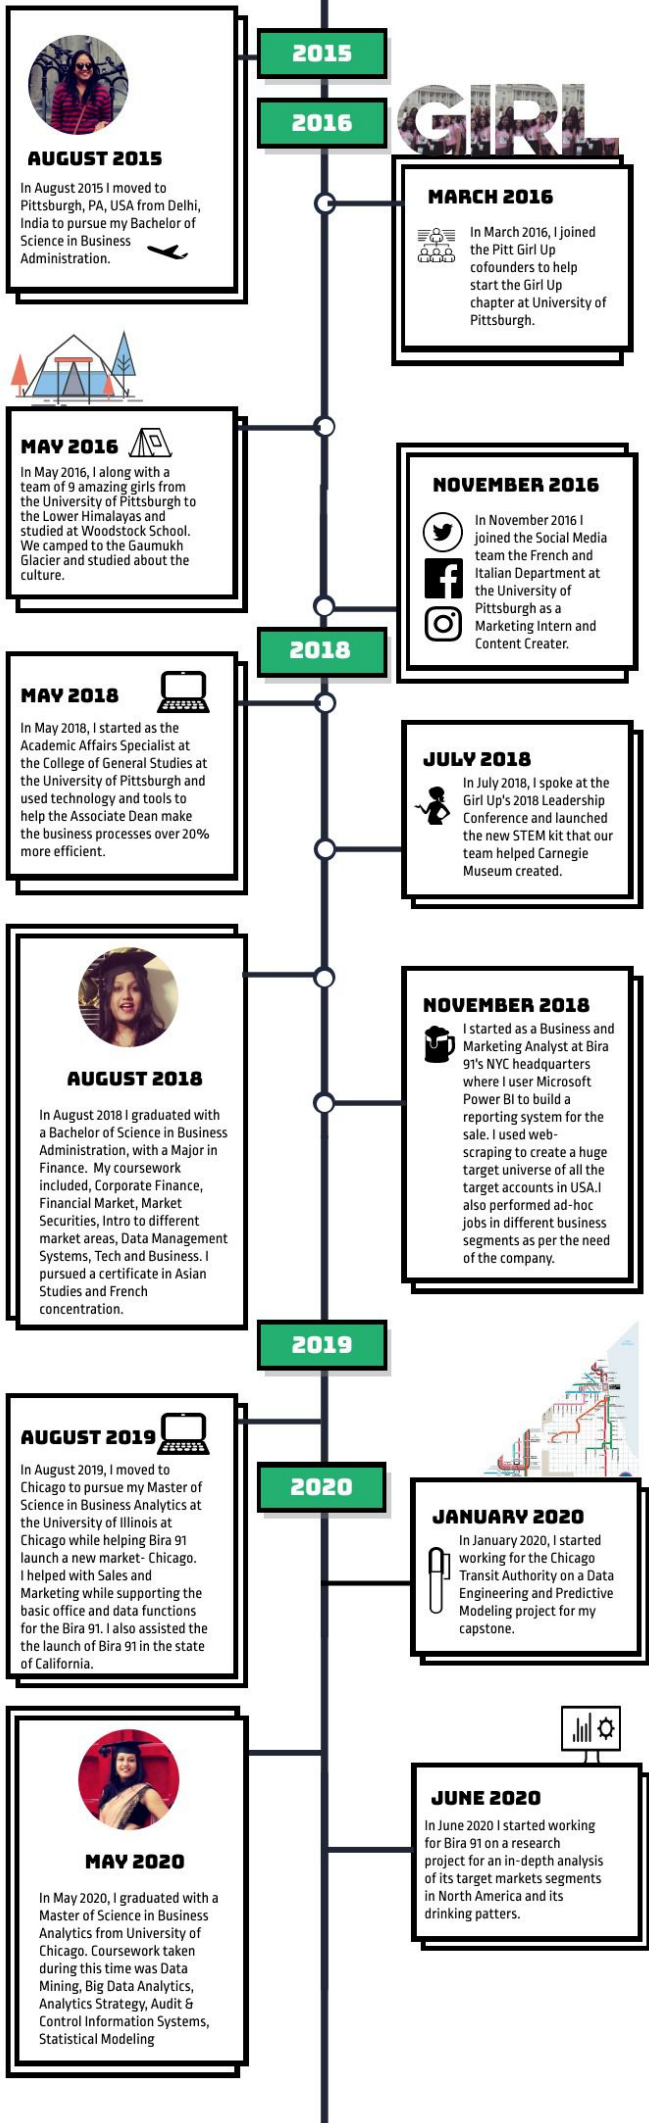 2015
2016
AUGUST 2015
In August 2015 I moved to
Pittsburgh, PA, USA from Delhi,
India to pursue my Bachelor of
Science in Business
Administration.
GIRL
MARCH 2016
In March 2016, I joined
the Pitt Girl Up
cofounders to help
start the Girl Up
chapter at University of
Pittsburgh.
MAY 2016
In May 2016, I along with a
team of 9 amazing girls from
the University of Pittsburgh to
the Lower Himalayas and
studied at Woodstock School.
We camped to the Gaumukh
Glacier and studied about the
culture.
NOVEMBER 2016
In November 2016 I
joined the Social Media
team the French and
Italian Department at
the University of
Pittsburgh as a
Marketing Intern and
Content Creater.
2018
MAY 2018
In May 2018, I started as the
Academic Affairs Specialist at
the College of General Studies at
the University of Pittsburgh and
used technology and tools to
help the Associate Dean make
the business processes over 20%
more efficient.
JULY 2018
In July 2018, I spoke at the
Girl Up's 2018 Leadership
Conference and launched
the new STEM kit that our
team helped Carnegie
Museum created.
AUGUST 2018
In August 2018 I graduated with
a Bachelor of Science in Business
Administration, with a Major in
Finance. My coursework
included, Corporate Finance,
Financial Market, Market
Securities, Intro to different
market areas, Data Management
Systems, Tech and Business. I
pursued a certificate in Asian
Studies and French
concentration.
NOVEMBER 2018
I started as a Business and
Marketing Analyst at Bira
91's NYC headquarters
where I user Microsoft
Power BI to build a
reporting system for the
sale. I used web-
scraping to create a huge
target universe of all the
target accounts in USA.I
also performed ad-hoc
jobs in different business
segments as per the need
of the company.
2019
AUGUST 2019
In August 2019, I moved to
Chicago to pursue my Master of
Science in Business Analytics at
the University of Illinois at
Chicago while helping Bira 91
launch a new market- Chicago.
I helped with Sales and
Marketing while supporting the
basic office and data functions
for the Bira 91. I also assisted the
the launch of Bira 91 in the state
of California.
2020
JANUARY 2020
In January 2020, I started
working for the Chicago
Transit Authority on a Data
Engineering and Predictive
Modeling project for my
capstone.
MAY 2020
In May 2020, I graduated with a
Master of Science in Business
Analytics from University of
Chicago. Coursework taken
during this time was Data
Mining, Big Data Analytics,
Analytics Strategy, Audit &
Control Information Systems,
Statistical Modeling
JUNE 2020
In June 2020 I started working
for Bira 91 on a research
project for an in-depth analysis
of its target markets segments
in North America and its
drinking patters.